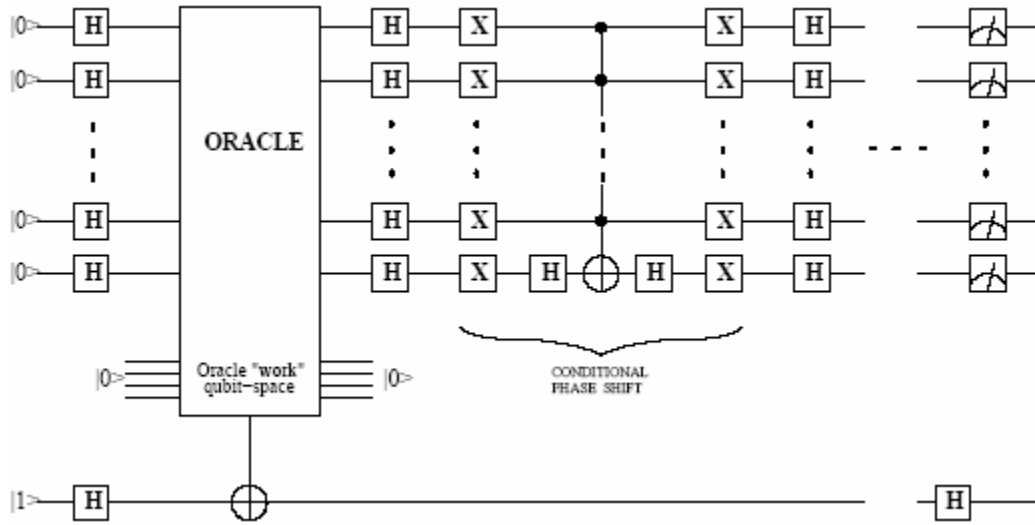 |0> H H X X H
|0> H H X X H
ORACLE
|0> H H X X H
|0> H H X H H X H
|0> Oracle "work" |0>
qubit-space
CONDITIONAL
PHASE SHIFT
|1> H H